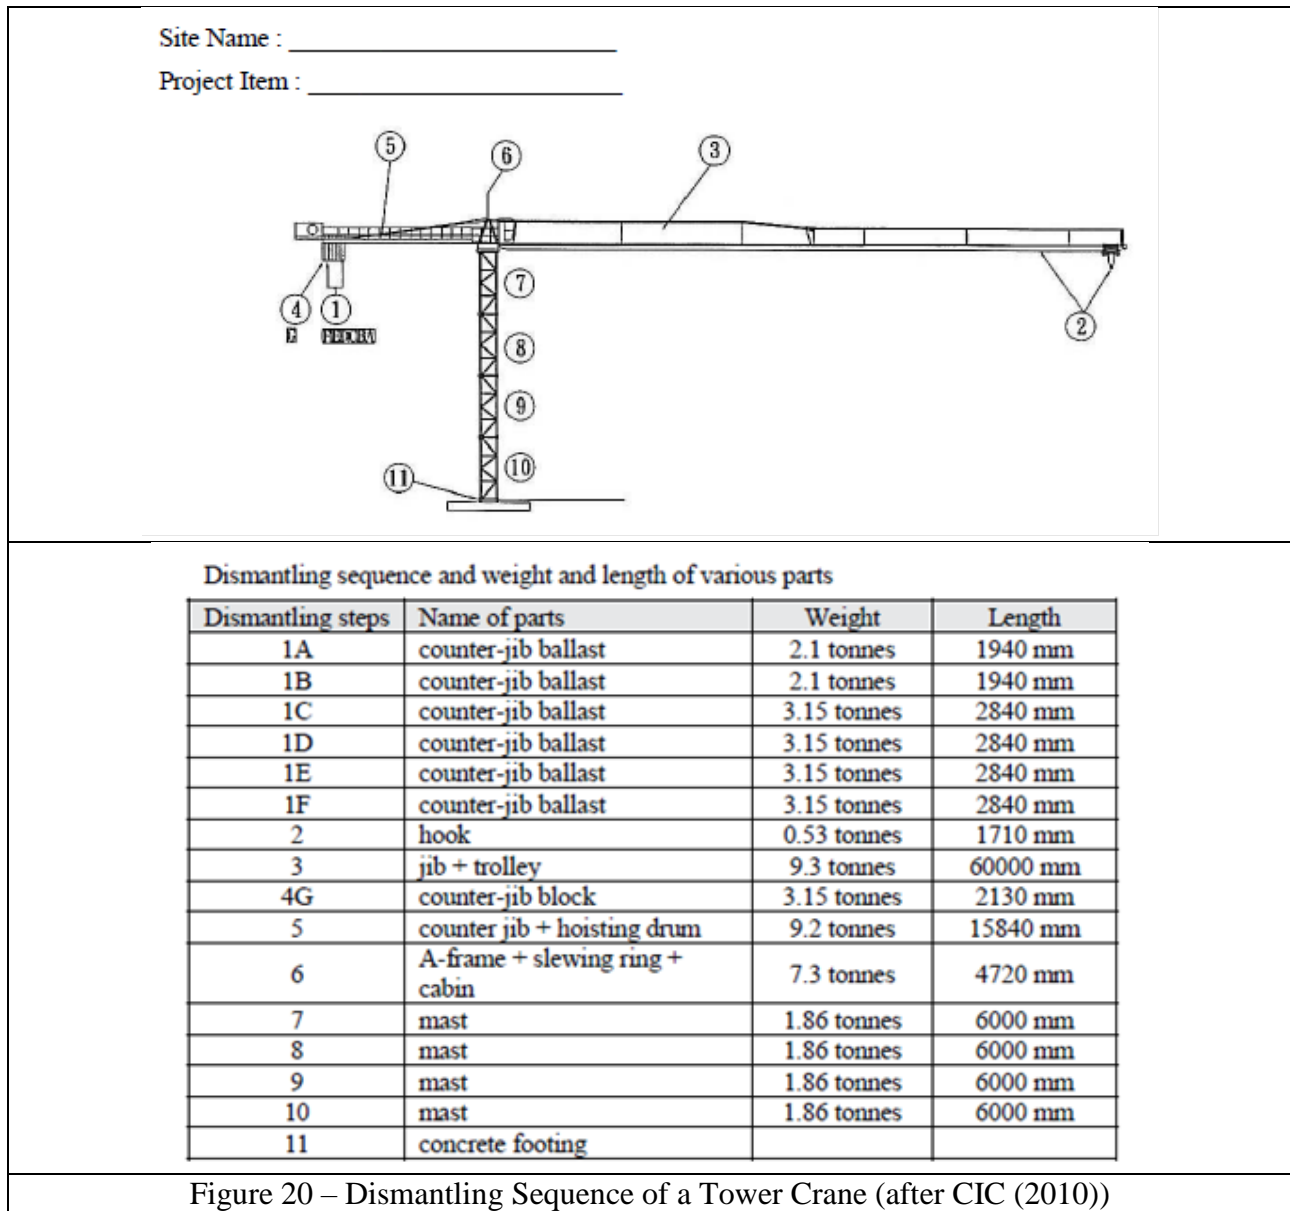 Site Name :
Project Item :
5
6
3
7
4
1
2
G
FEDCBA
8
9
10
11
Dismantling sequence and weight and length of various parts
Dismantling steps Name of parts Weight Length
1A counter-jib ballast 2.1 tonnes 1940 mm
1B counter-jib ballast 2.1 tonnes 1940 mm
1C counter-jib ballast 3.15 tonnes 2840 mm
1D counter-jib ballast 3.15 tonnes 2840 mm
1E counter-jib ballast 3.15 tonnes 2840 mm
1F counter-jib ballast 3.15 tonnes 2840 mm
2 hook 0.53 tonnes 1710 mm
3 jib + trolley 9.3 tonnes 60000 mm
4G counter-jib block 3.15 tonnes 2130 mm
5 counter jib + hoisting drum 9.2 tonnes 15840 mm
6 A-frame + slewing ring +
cabin 7.3 tonnes 4720 mm
7 mast 1.86 tonnes 6000 mm
8 mast 1.86 tonnes 6000 mm
9 mast 1.86 tonnes 6000 mm
10 mast 1.86 tonnes 6000 mm
11 concrete footing
Figure 20 – Dismantling Sequence of a Tower Crane (after CIC (2010))